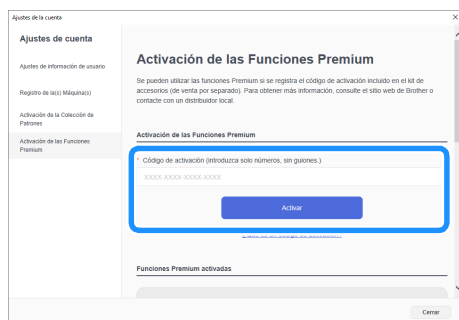 Ajustes de la cuenta
Ajustes de cuenta
Ajustes de información de usuario
Registro de la(s) Máquina(s)
Activación de la Colección de
Patrones
Activación de las Funciones
Premium
Activación de las Funciones Premium
Se pueden utilizar las funciones Premium si se registra el código de activación incluido en el kit de
accesorios (de venta por separado). Para obtener más información, consulte el sitio web de Brother o
contacte con un distribuidor local.
Activación de las Funciones Premium
* Código de activación (introduzca solo números, sin guiones.)
XXXX-XXXX-XXXX-XXXX
Activar
Funciones Premium activadas
Cerrar